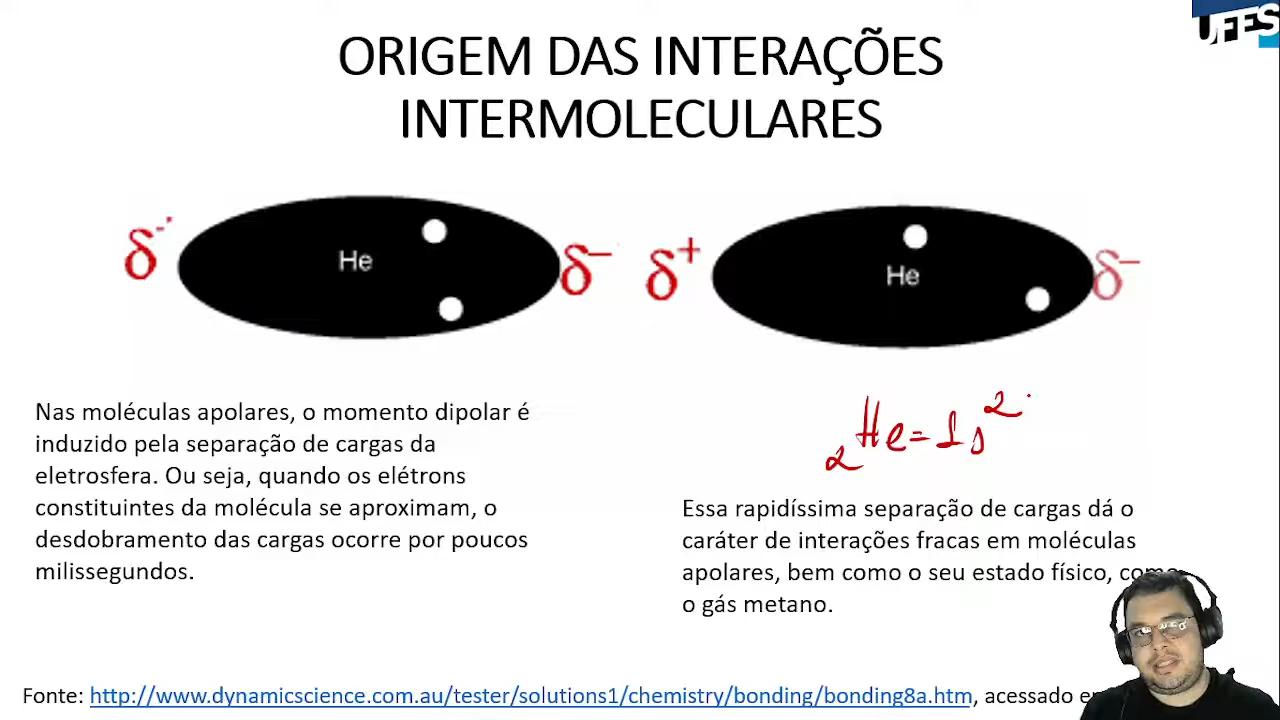 UFES
ORIGEM DAS INTERAÇÕES
INTERMOLECULARES
He
δ⁻
δ⁺
He
δ⁻
₂He=1s²
Nas moléculas apolares, o momento dipolar é
induzido pela separação de cargas da
eletrosfera. Ou seja, quando os elétrons
constituintes da molécula se aproximam, o
desdobramento das cargas ocorre por poucos
milissegundos.
Essa rapidíssima separação de cargas dá o
caráter de interações fracas em moléculas
apolares, bem como o seu estado físico, como
o gás metano.
Fonte: http://www.dynamicscience.com.au/tester/solutions1/chemistry/bonding/bonding8a.htm, acessado